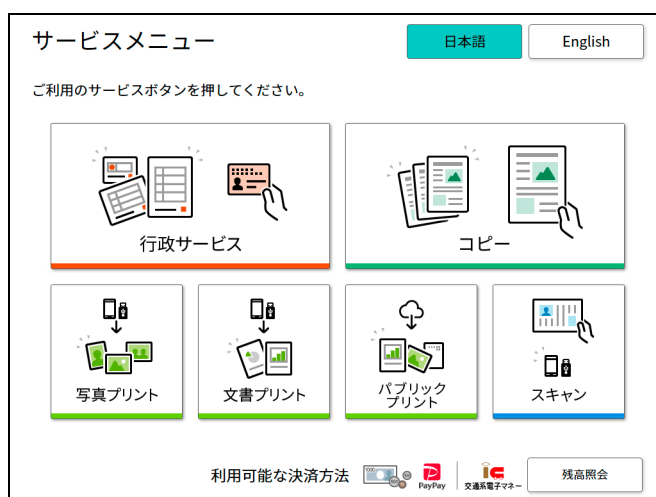 サービスメニュー
日本語
English
ご利用のサービスボタンを押してください。
行政サービス
コピー
写真プリント
文書プリント
パブリック
プリント
スキャン
利用可能な決済方法
1000
PayPay
交通系電子マネー
残高照会